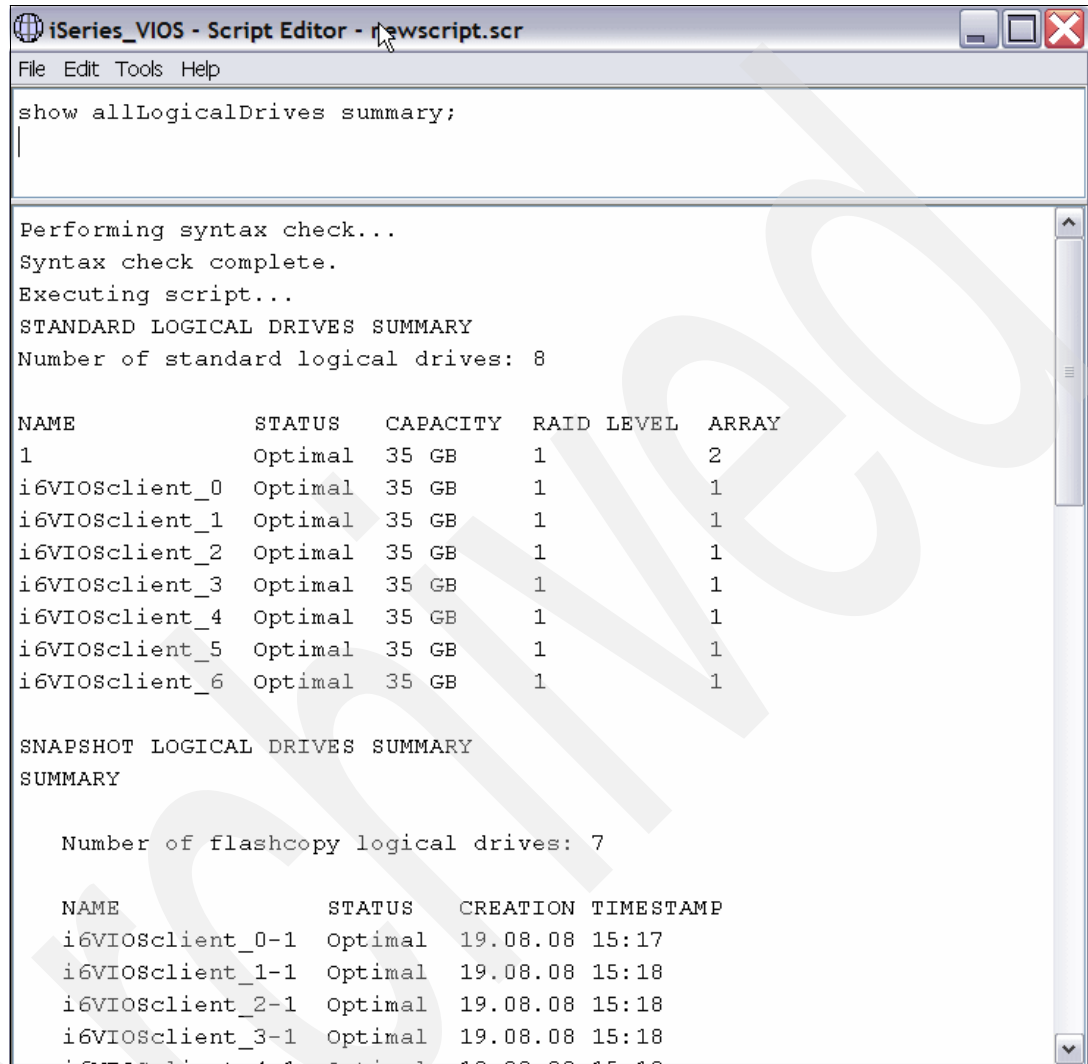 iSeries_VIOS - Script Editor - newscript.scr
File Edit Tools Help
show allLogicalDrives summary;
Performing syntax check...
Syntax check complete.
Executing script...
STANDARD LOGICAL DRIVES SUMMARY
Number of standard logical drives: 8
NAME STATUS CAPACITY RAID LEVEL ARRAY
1 Optimal 35 GB 1 2
i6VIOSclient_0 Optimal 35 GB 1 1
i6VIOSclient_1 Optimal 35 GB 1 1
i6VIOSclient_2 Optimal 35 GB 1 1
i6VIOSclient_3 Optimal 35 GB 1 1
i6VIOSclient_4 Optimal 35 GB 1 1
i6VIOSclient_5 Optimal 35 GB 1 1
i6VIOSclient_6 Optimal 35 GB 1 1
SNAPSHOT LOGICAL DRIVES SUMMARY
SUMMARY
Number of flashcopy logical drives: 7
NAME STATUS CREATION TIMESTAMP
i6VIOSclient_0-1 Optimal 19.08.08 15:17
i6VIOSclient_1-1 Optimal 19.08.08 15:18
i6VIOSclient_2-1 Optimal 19.08.08 15:18
i6VIOSclient_3-1 Optimal 19.08.08 15:18